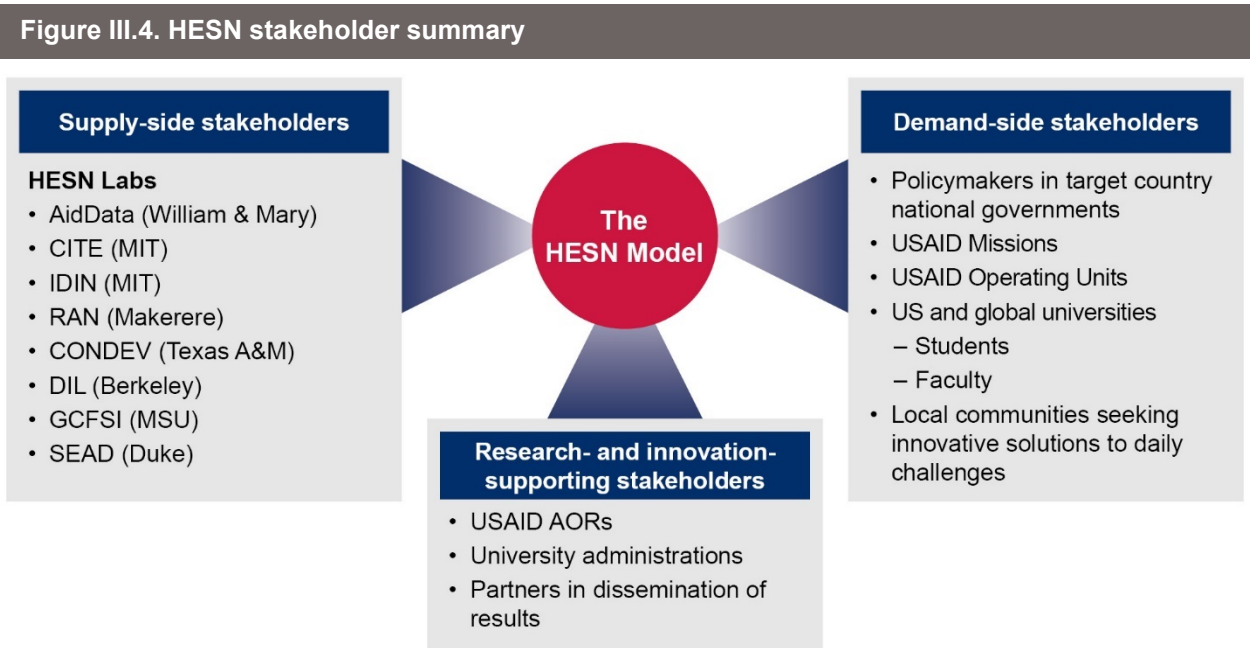 Figure III.4. HESN stakeholder summary
Supply-side stakeholders
HESN Labs
• AidData (William & Mary)
• CITE (MIT)
• IDIN (MIT)
• RAN (Makerere)
• CONDEV (Texas A&M)
• DIL (Berkeley)
• GCFSI (MSU)
• SEAD (Duke)
The
HESN Model
Demand-side stakeholders
• Policymakers in target country
national governments
• USAID Missions
• USAID Operating Units
• US and global universities
– Students
– Faculty
• Local communities seeking
innovative solutions to daily
challenges
Research- and innovation-
supporting stakeholders
• USAID AORs
• University administrations
• Partners in dissemination of
results